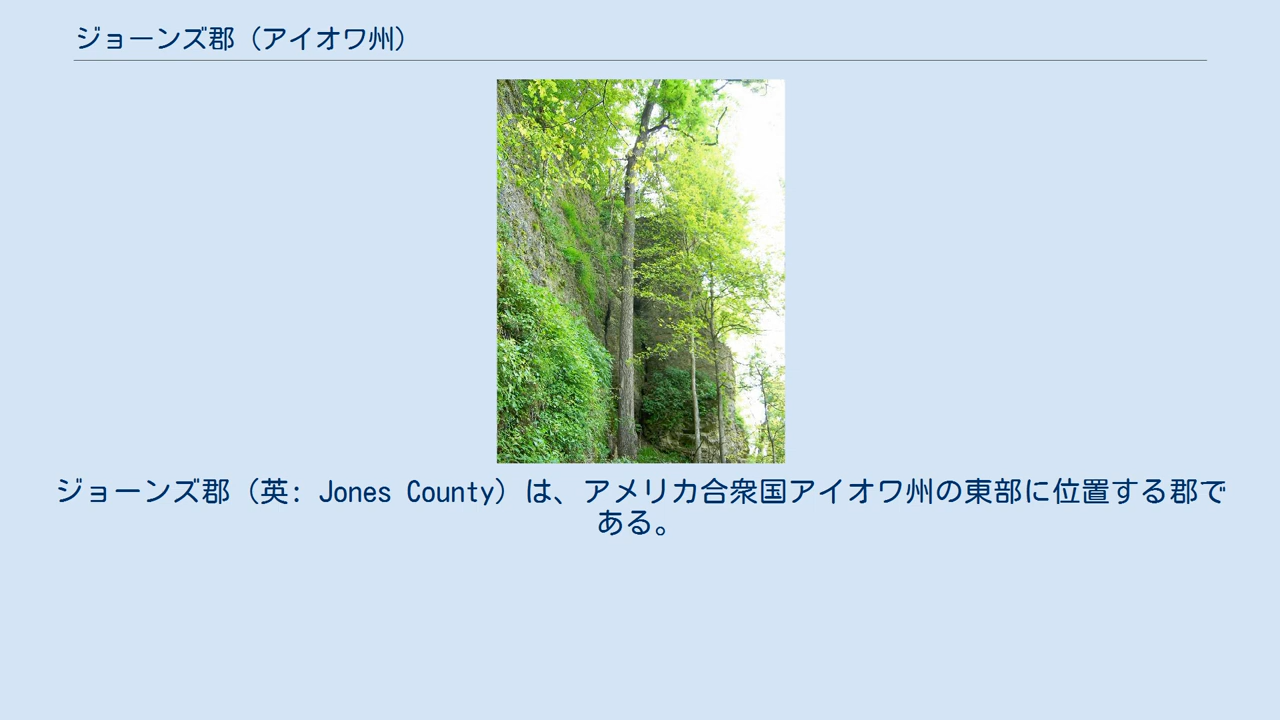 ジョーンズ郡（アイオワ州）
ジョーンズ郡（英: Jones County）は、アメリカ合衆国アイオワ州の東部に位置する郡で
ある。